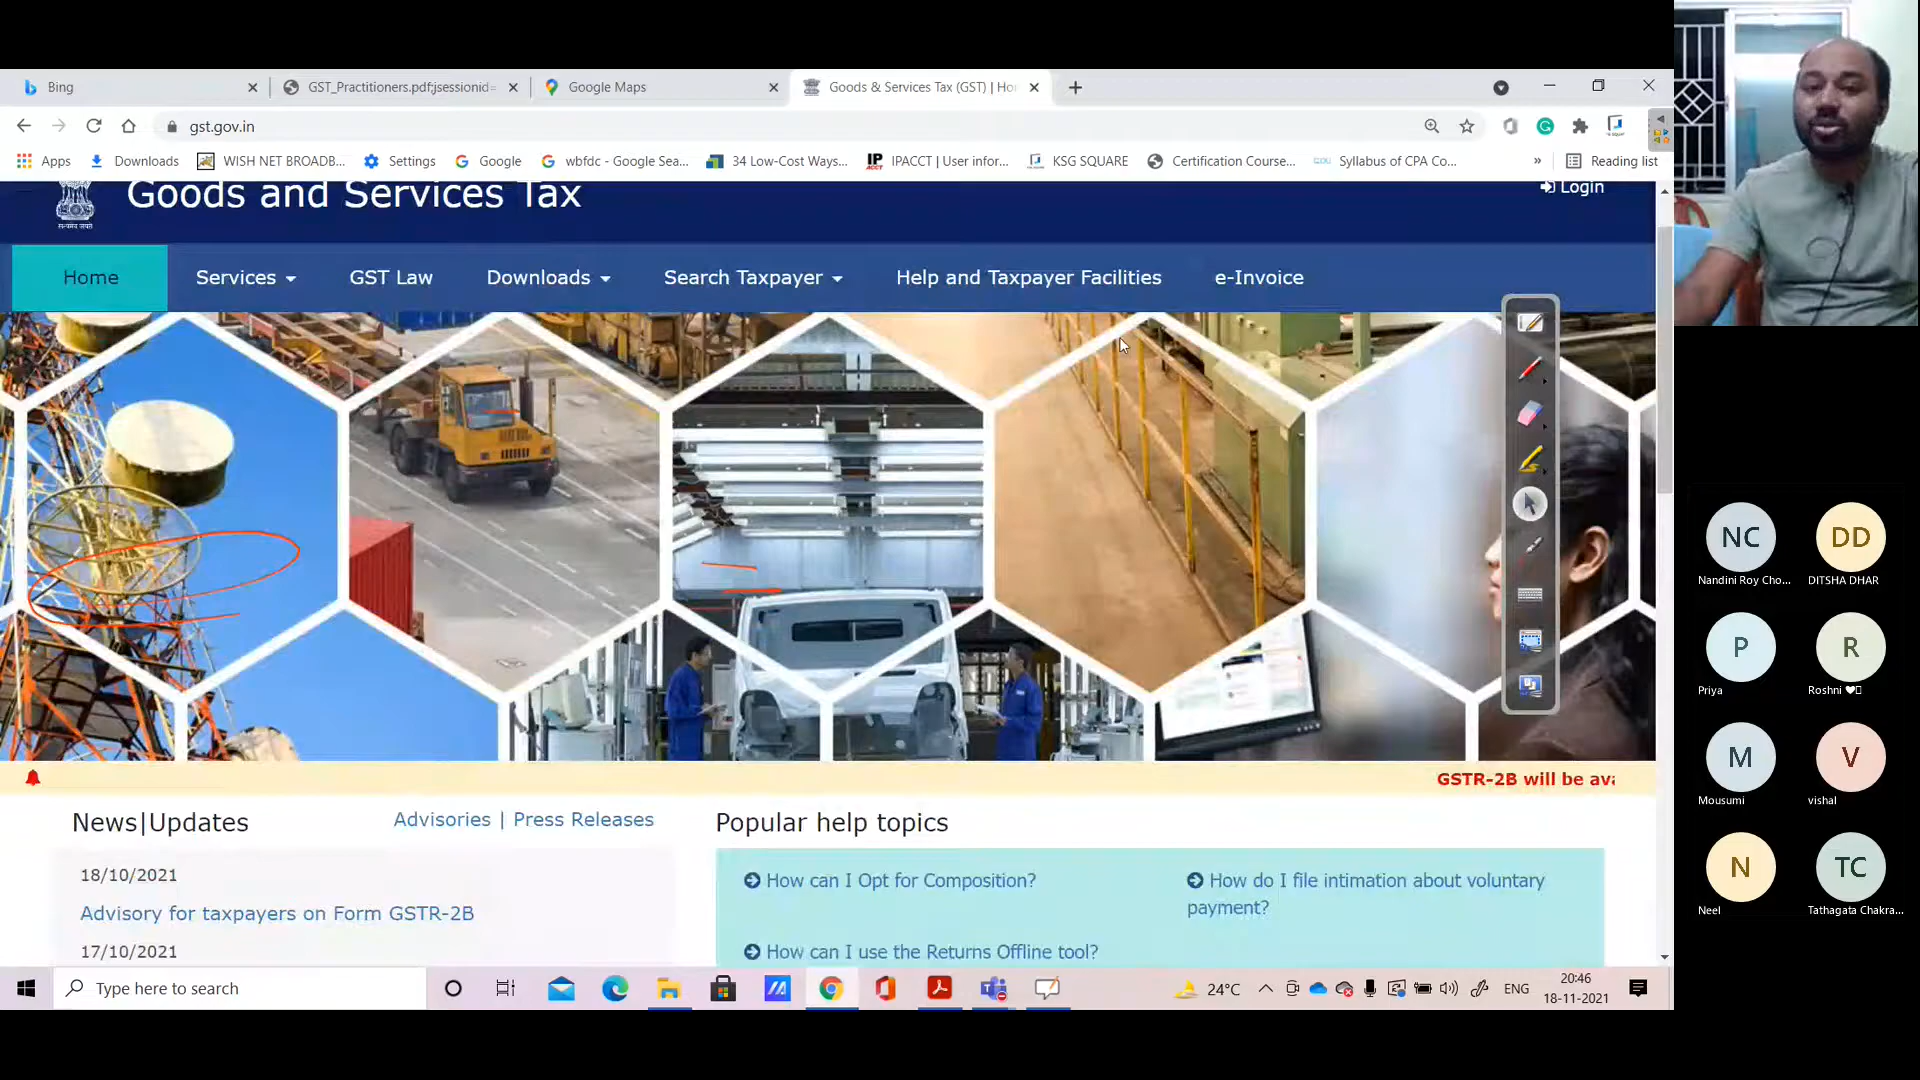 Bing
GST_Practitioners.pdf;jsessionid=
Google Maps
Goods & Services Tax (GST) | Ho
gst.gov.in
Apps
Downloads
WISH NET BROADB...
Settings
Google
wbfdc - Google Sea...
34 Low-Cost Ways...
IP ACCT
IPACCT | User infor...
KSG SQUARE
Certification Course...
Syllabus of CPA Co...
»
Reading list
सत्यमेव जयते
Goods and Services Tax
Login
Home
Services
GST Law
Downloads
Search Taxpayer
Help and Taxpayer Facilities
e-Invoice
GSTR-2B will be ava
News|Updates
Advisories | Press Releases
Popular help topics
18/10/2021
Advisory for taxpayers on Form GSTR-2B
17/10/2021
How can I Opt for Composition?
How do I file intimation about voluntary
payment?
How can I use the Returns Offline tool?
Type here to search
24°C
ENG
20:46
18-11-2021
NC
Nandini Roy Cho...
DD
DITSHA DHAR
P
Priya
R
Roshni ❤
M
Mousumi
V
vishal
N
Neel
TC
Tathagata Chakra...